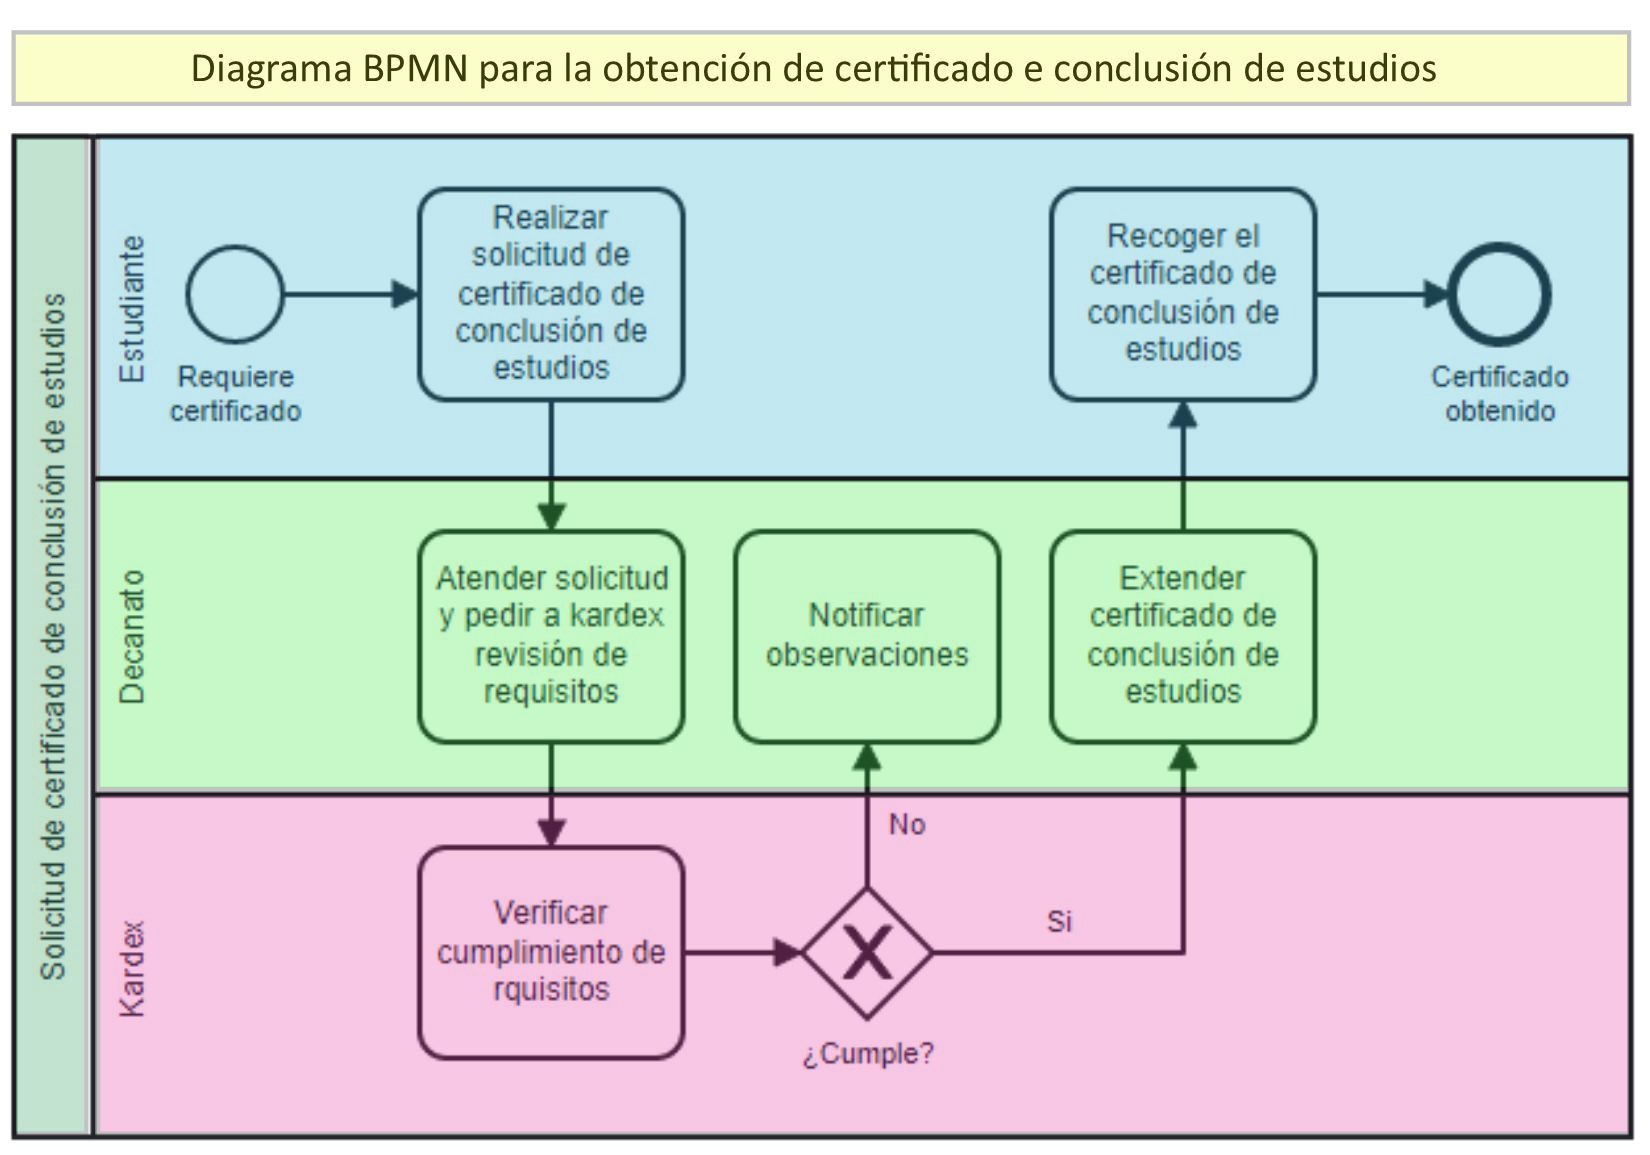 Diagrama BPMN para la obtención de certificado e conclusión de estudios
Solicitud de certificado de conclusión de estudios
Estudiante
Requiere
certificado
Realizar
solicitud de
certificado de
conclusión de
estudios
Recoger el
certificado de
conclusión de
estudios
Certificado
obtenido
Decanato
Atender solicitud
y pedir a kardex
revisión de
requisitos
Notificar
observaciones
Extender
certificado de
conclusión de
estudios
Kardex
Verificar
cumplimiento de
rquisitos
X
¿Cumple?
No
Si